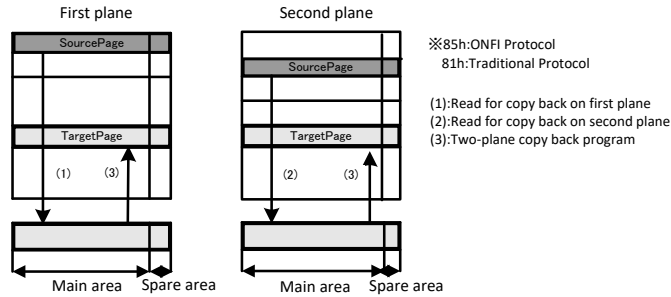 First plane
Second plane
SourcePage
SourcePage
TargetPage
TargetPage
(1)
(3)
(2)
(3)
Main area
Spare area
Main area
Spare area
※85h:ONFI Protocol
81h:Traditional Protocol
(1):Read for copy back on first plane
(2):Read for copy back on second plane
(3):Two-plane copy back program